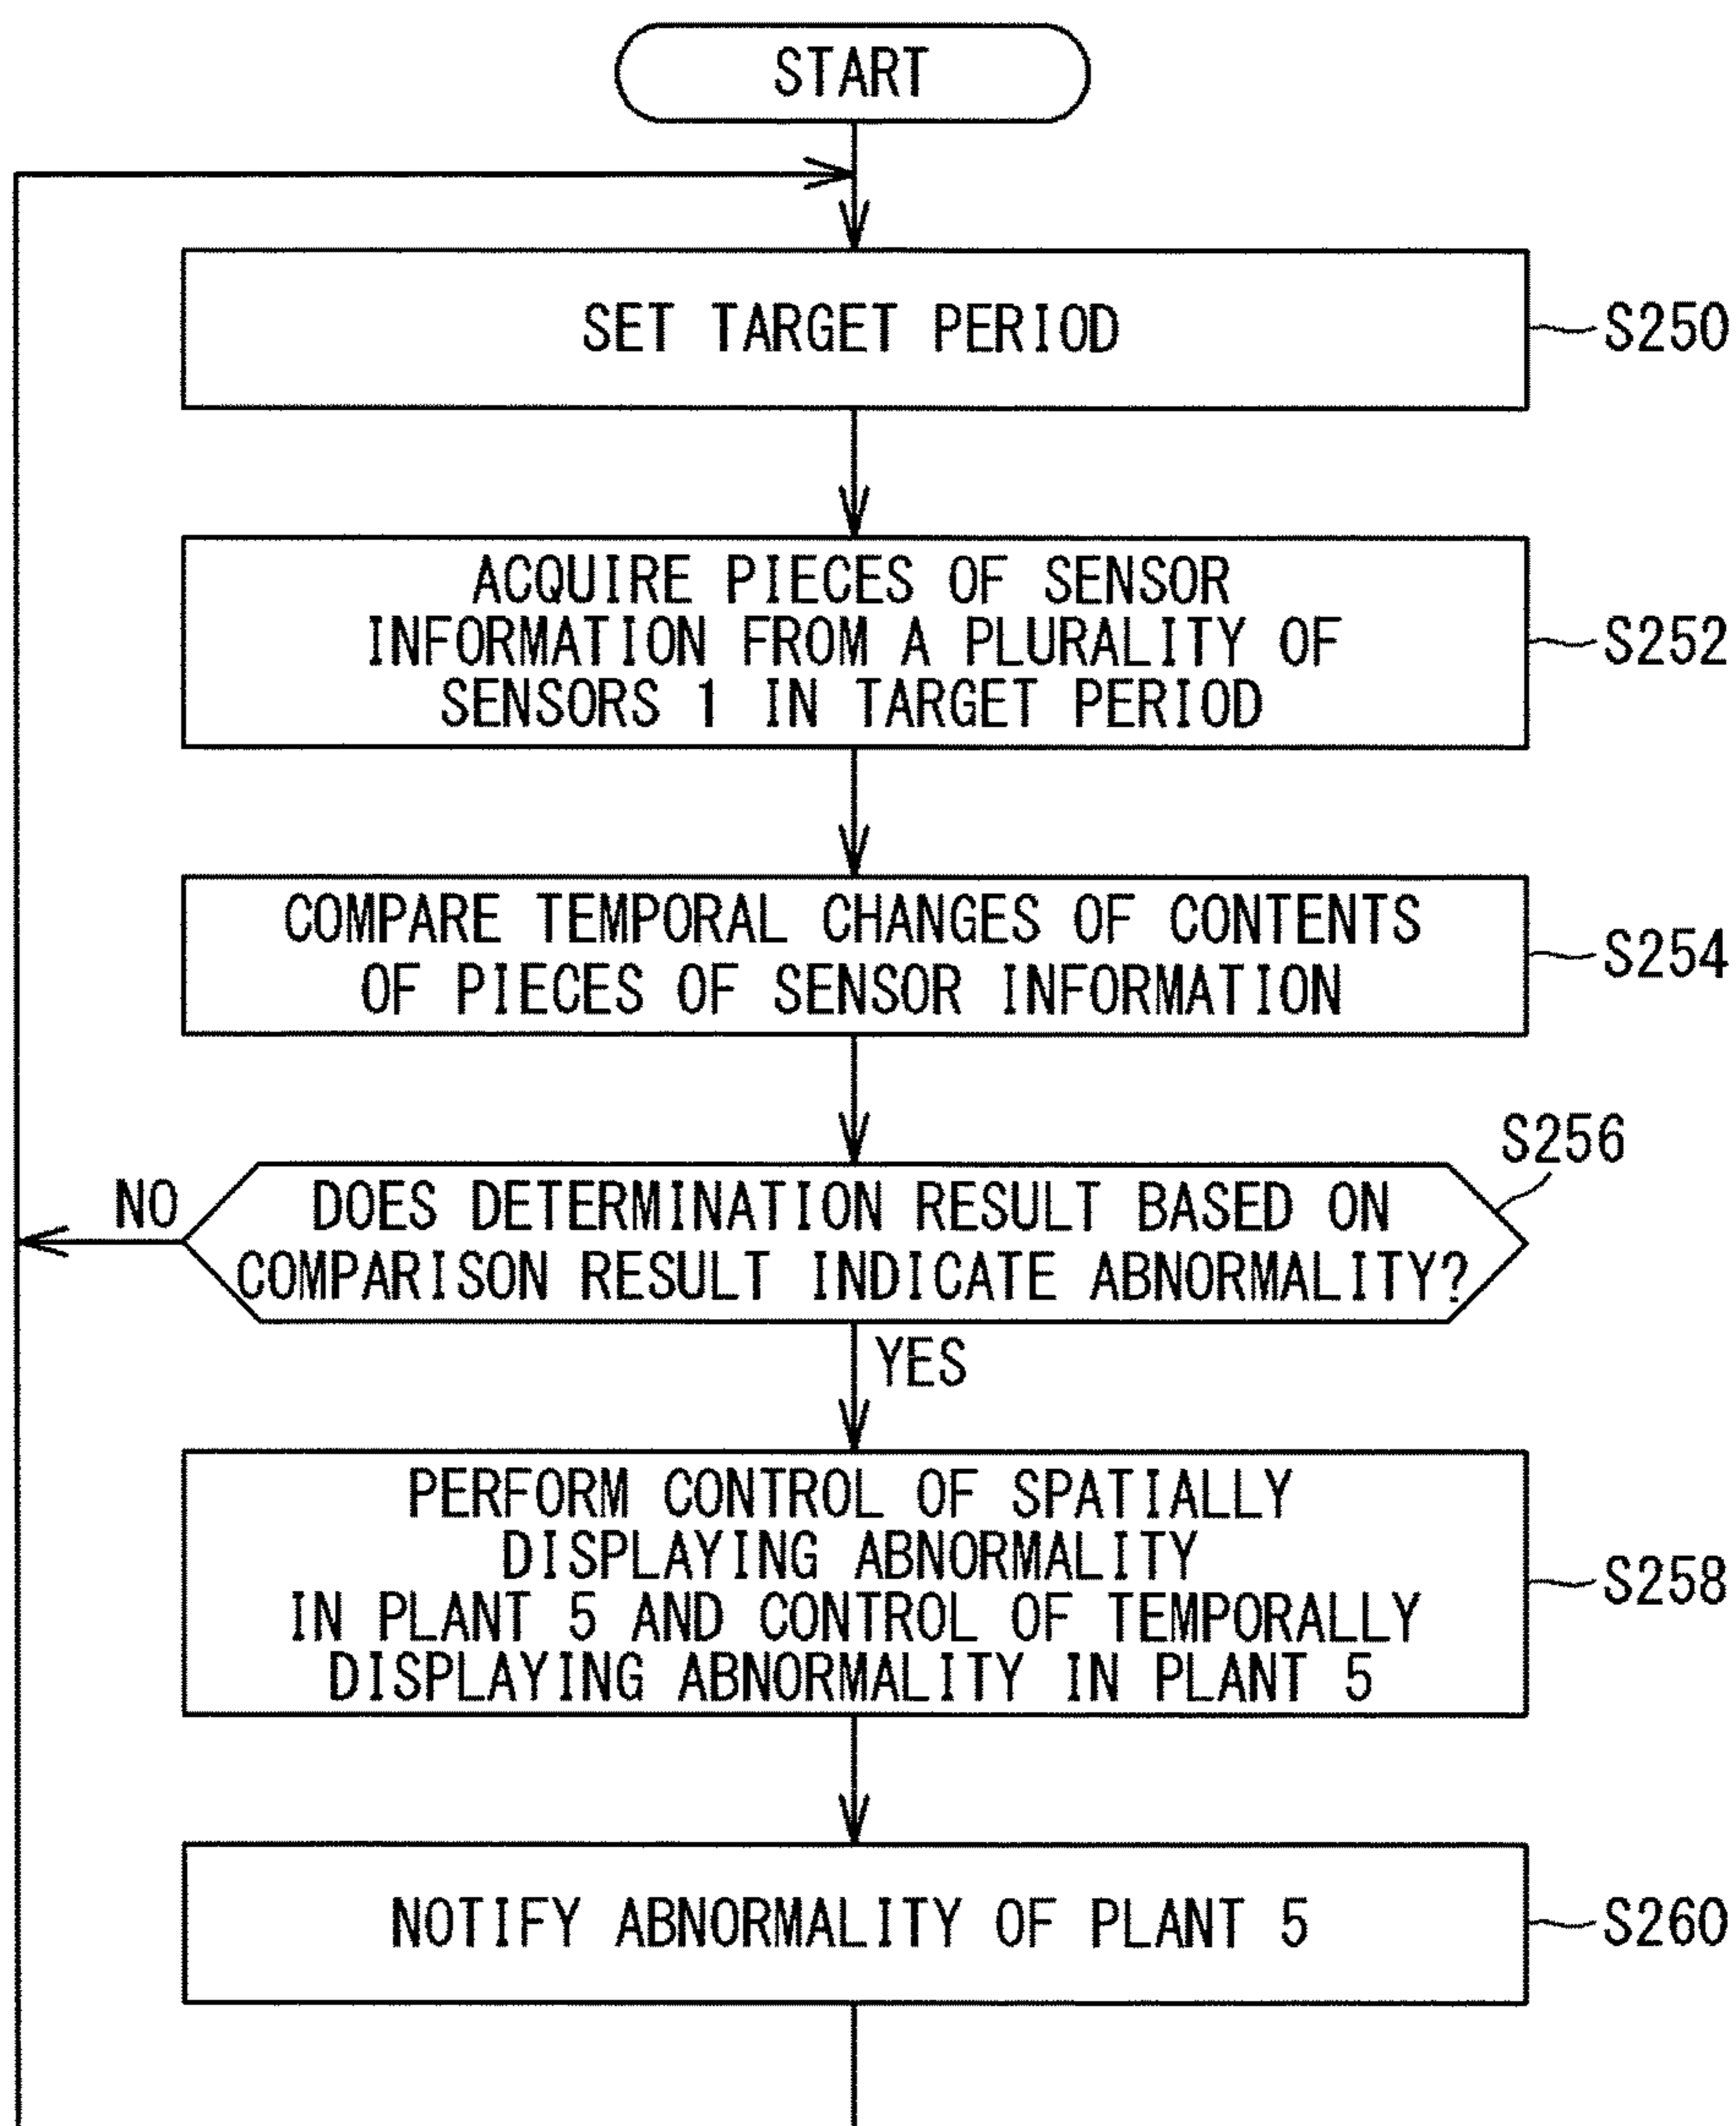 START
SET TARGET PERIOD
S250
ACQUIRE PIECES OF SENSOR
INFORMATION FROM A PLURALITY OF
SENSORS 1 IN TARGET PERIOD
S252
COMPARE TEMPORAL CHANGES OF CONTENTS
OF PIECES OF SENSOR INFORMATION
S254
S256
NO
DOES DETERMINATION RESULT BASED ON
COMPARISON RESULT INDICATE ABNORMALITY?
YES
PERFORM CONTROL OF SPATIALLY
DISPLAYING ABNORMALITY
IN PLANT 5 AND CONTROL OF TEMPORALLY
DISPLAYING ABNORMALITY IN PLANT 5
S258
NOTIFY ABNORMALITY OF PLANT 5
S260